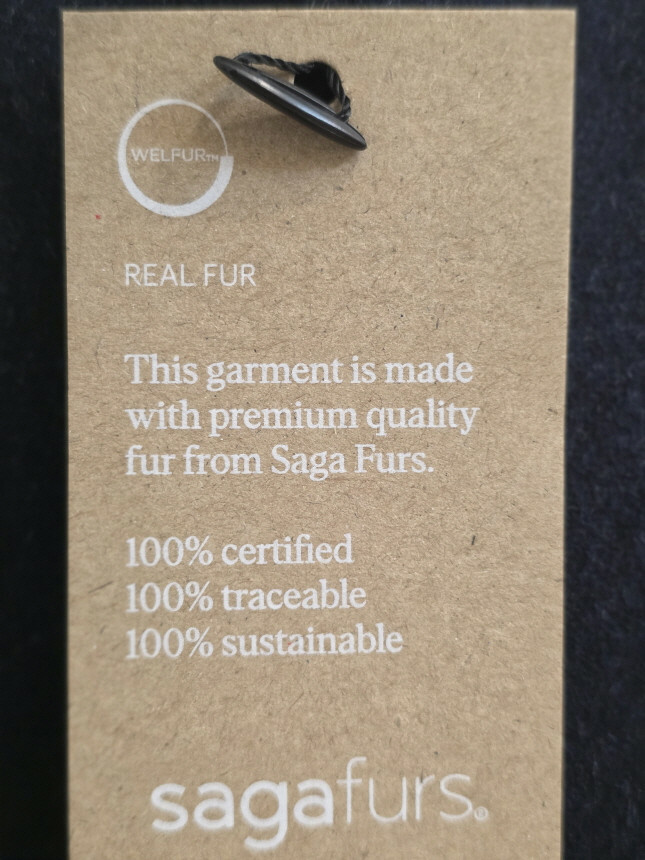 WELFUR™
REAL FUR
This garment is made
with premium quality
fur from Saga Furs.
100% certified
100% traceable
100% sustainable
sagafurs®